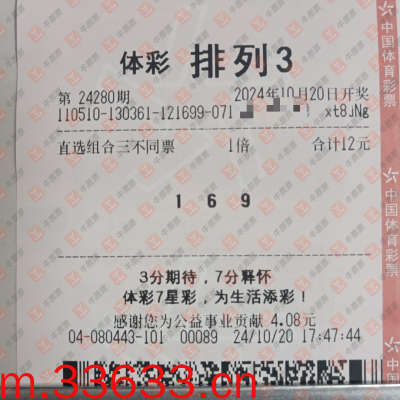 体彩 排列3
第 24280期 2024年10月20日开奖
110510-130361-121699-071 xt8JNg
直选组合三不同票 1倍 合计12元
1 6 9
3分期待，7分释怀
体彩7星彩，为生活添彩！
感谢您为公益事业贡献 4.08元
04-080443-101 00089 24/10/20 17:47:44
m.33633.cn
中国体育彩票
中国体育彩票